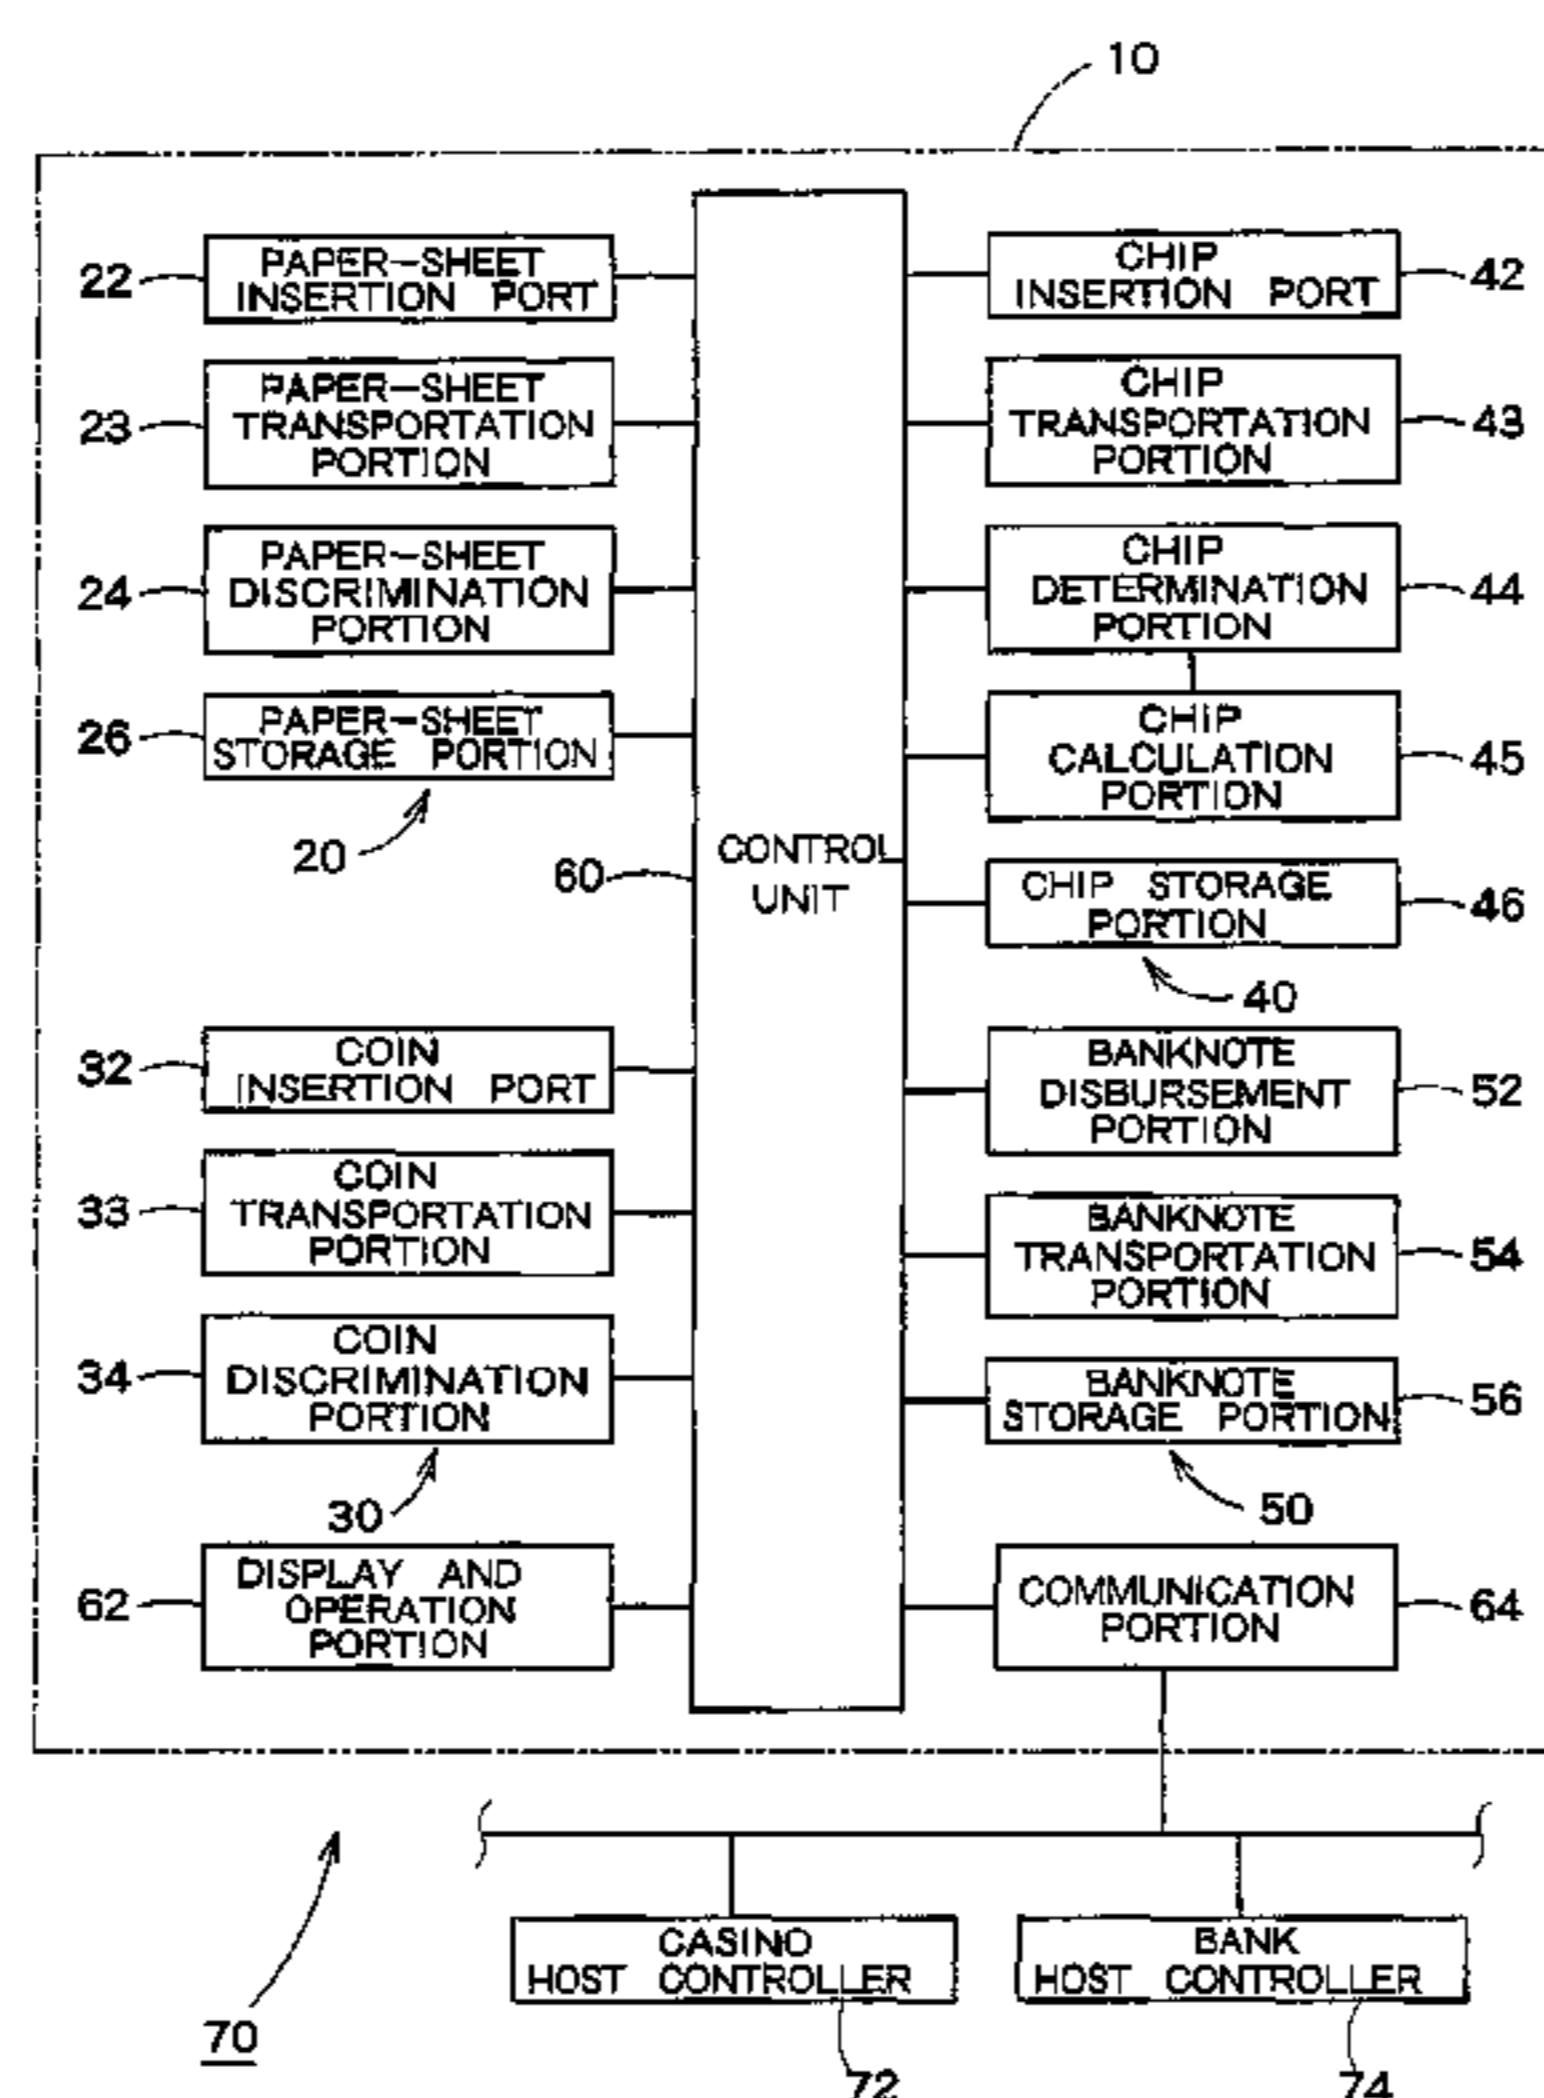 10
22
PAPER-SHEET
INSERTION PORT
23
PAPER-SHEET
TRANSPORTATION
PORTION
24
PAPER-SHEET
DISCRIMINATION
PORTION
26
PAPER-SHEET
STORAGE PORTION
20
60
CONTROL
UNIT
32
COIN
INSERTION PORT
33
COIN
TRANSPORTATION
PORTION
34
COIN
DISCRIMINATION
PORTION
30
62
DISPLAY AND
OPERATION
PORTION
CHIP
INSERTION PORT
42
CHIP
TRANSPORTATION
PORTION
43
CHIP
DETERMINATION
PORTION
44
CHIP
CALCULATION
PORTION
45
CHIP STORAGE
PORTION
46
40
BANKNOTE
DISBURSEMENT
PORTION
52
BANKNOTE
TRANSPORTATION
PORTION
54
BANKNOTE
STORAGE PORTION
56
50
COMMUNICATION
PORTION
64
CASINO
HOST CONTROLLER
72
BANK
HOST CONTROLLER
74
70